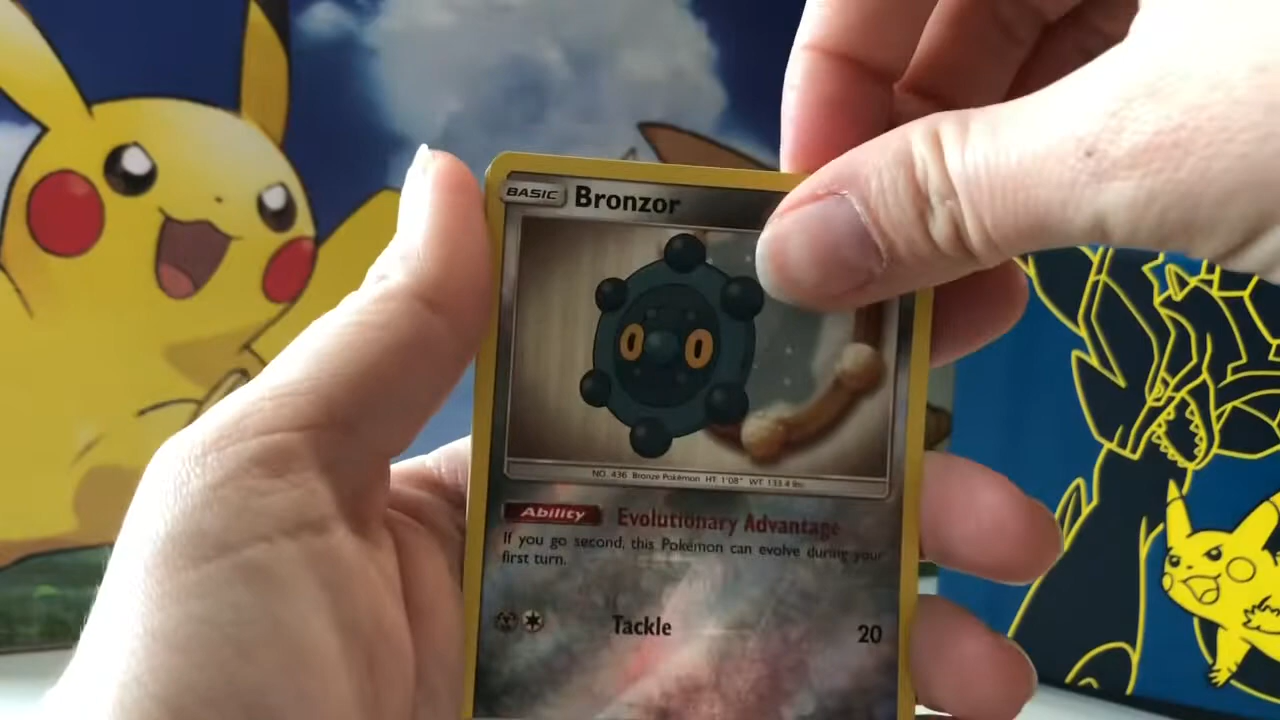 BASIC Bronzor
NO. 436 Bronze Pokémon HT: 1'08" WT: 133.4 lbs.
Ability Evolutionary Advantage
If you go second, this Pokémon can evolve during your
first turn.
Tackle 20